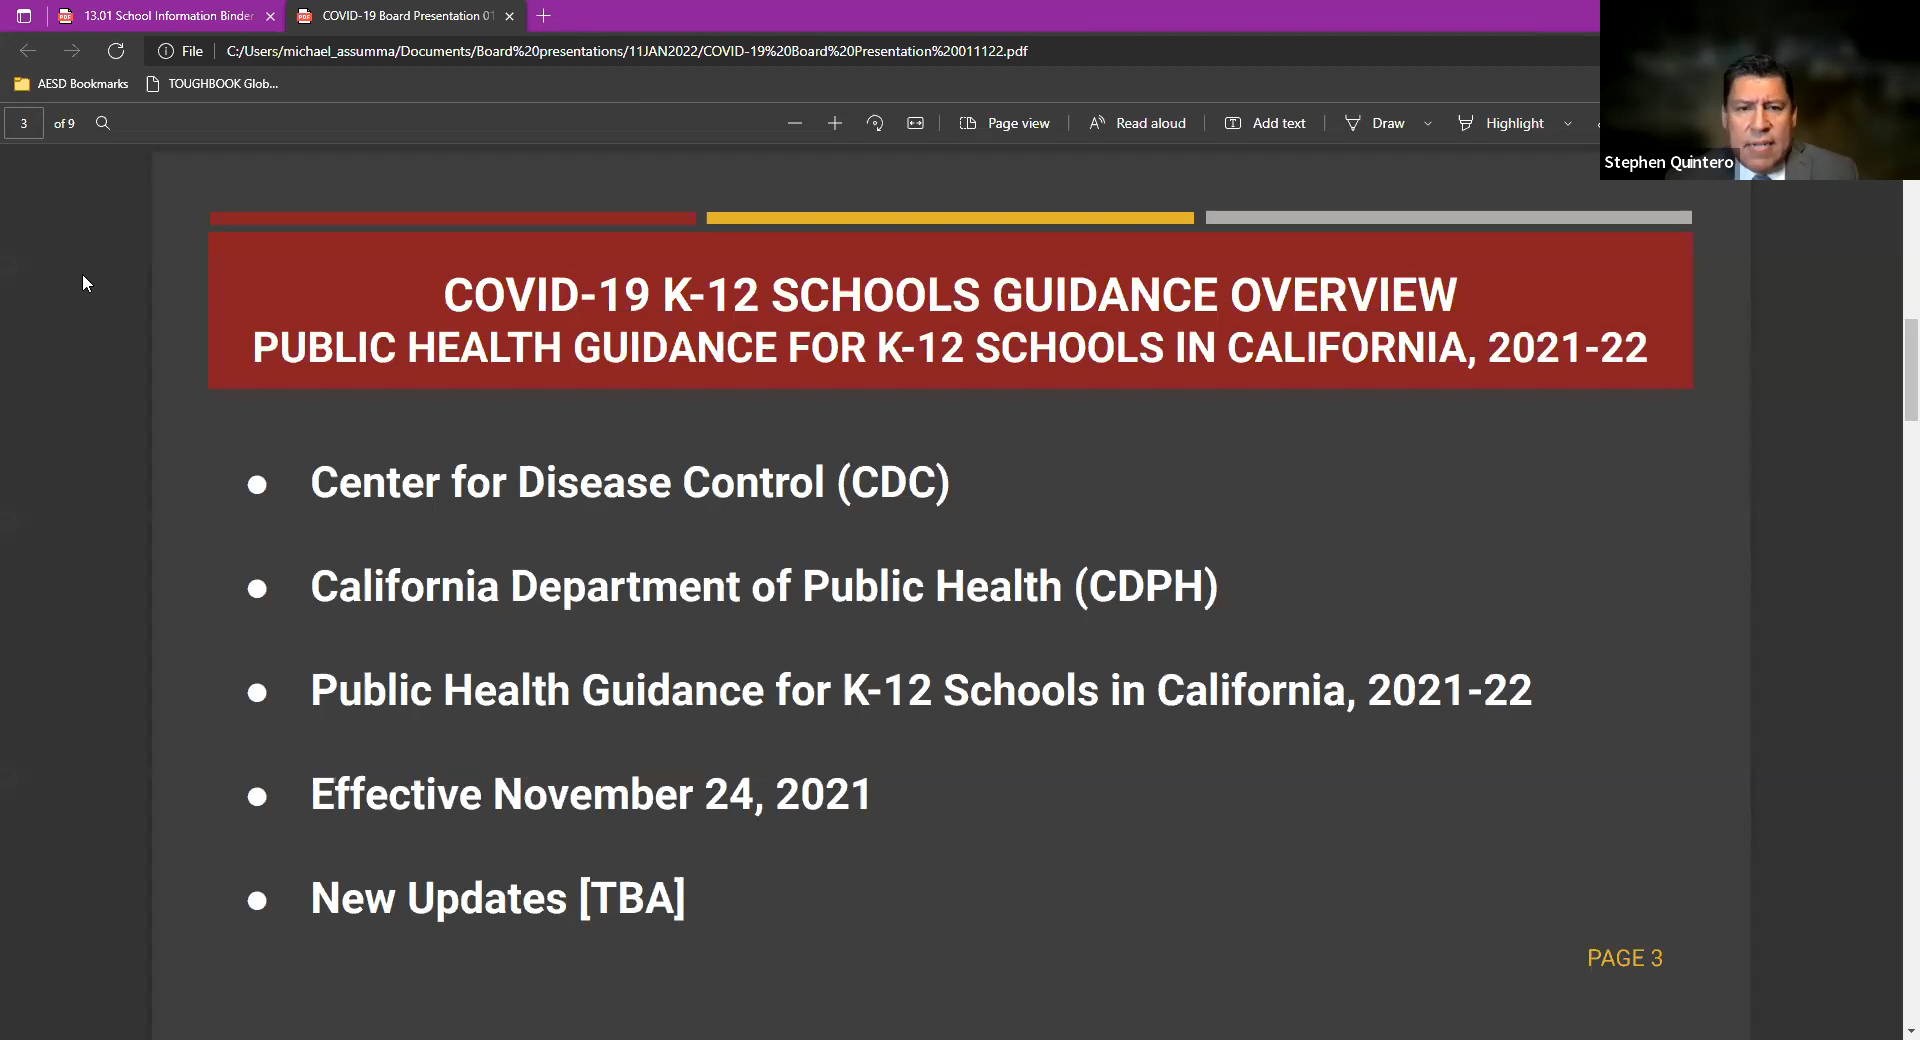 13.01 School Information Binder
COVID-19 Board Presentation 01
File
C:/Users/michael_assumma/Documents/Board%20presentations/11JAN2022/COVID-19%20Board%20Presentation%20011122.pdf
AESD Bookmarks
TOUGHBOOK Glob...
3 of 9
Page view
Read aloud
Add text
Draw
Highlight
Stephen Quintero
COVID-19 K-12 SCHOOLS GUIDANCE OVERVIEW
PUBLIC HEALTH GUIDANCE FOR K-12 SCHOOLS IN CALIFORNIA, 2021-22
● Center for Disease Control (CDC)
● California Department of Public Health (CDPH)
● Public Health Guidance for K-12 Schools in California, 2021-22
● Effective November 24, 2021
● New Updates [TBA]
PAGE 3